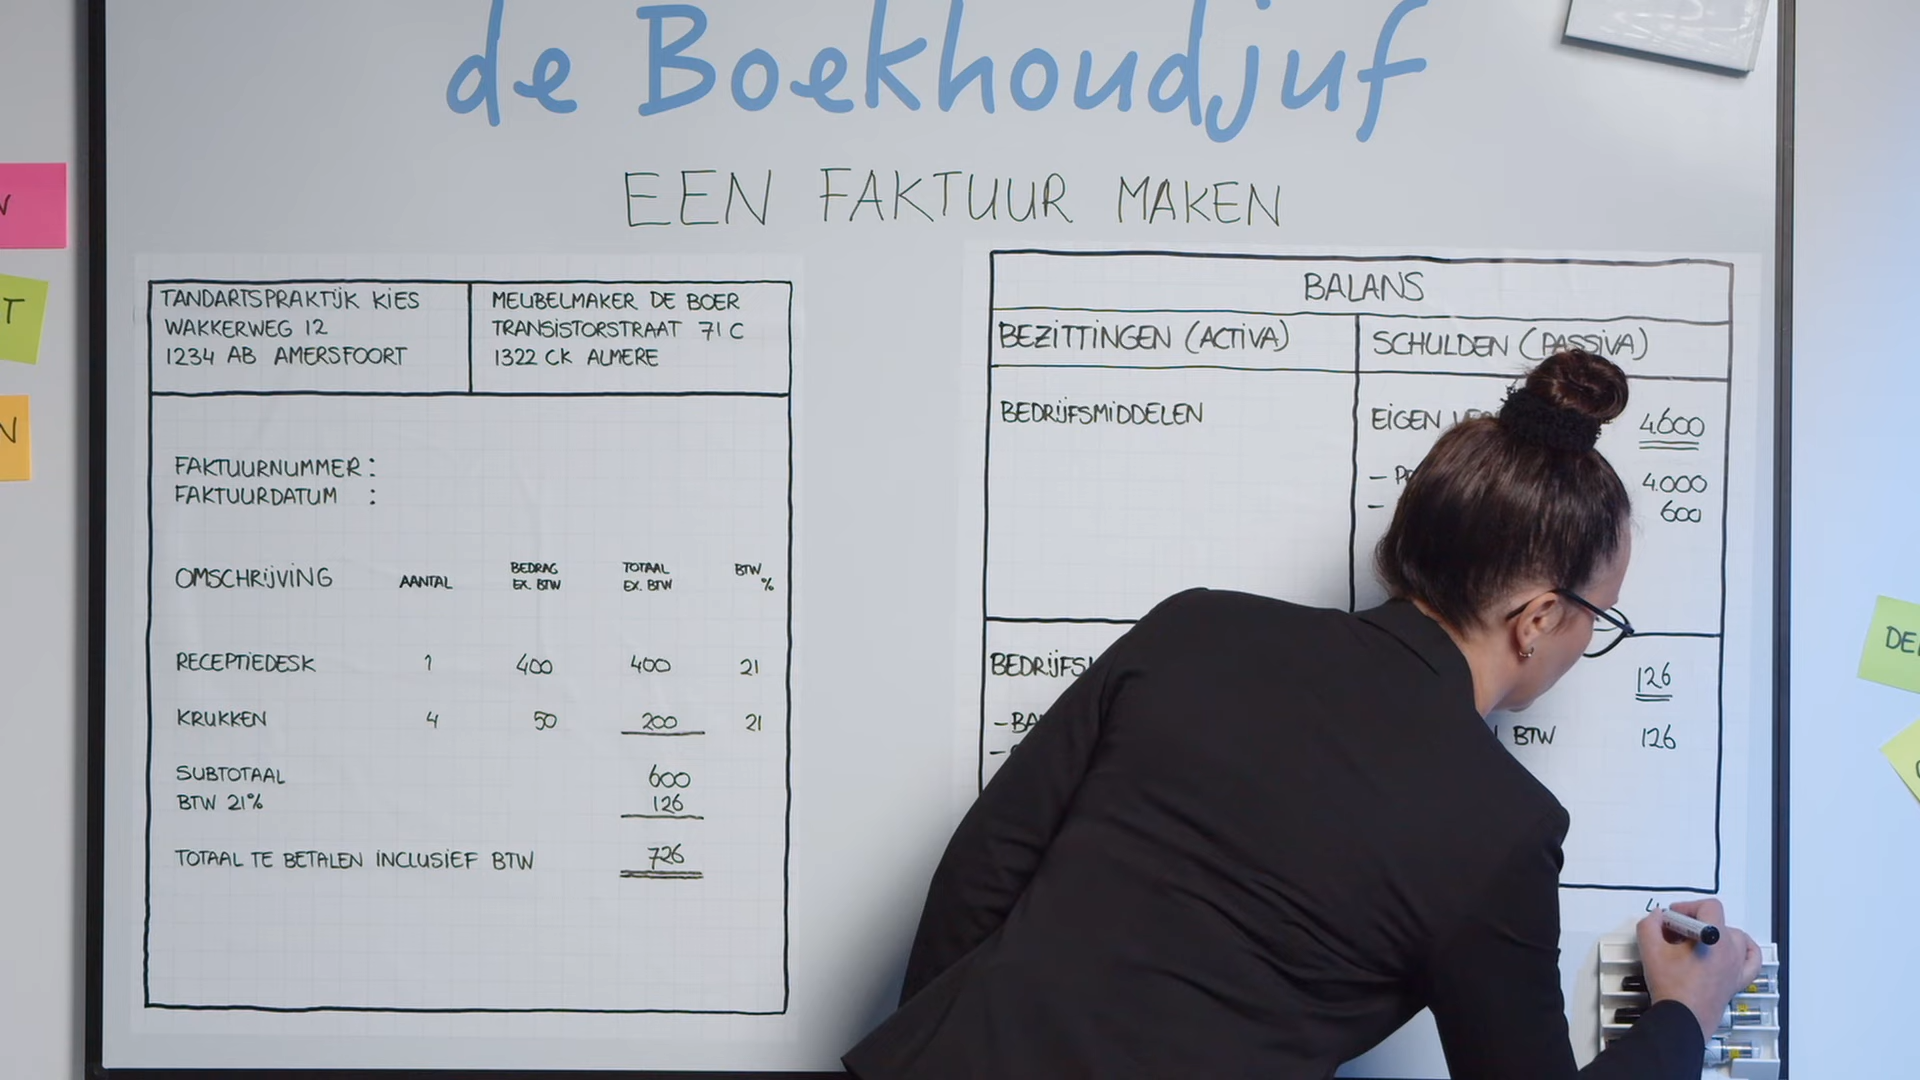 de Boekhoudjuf
EEN FAKTUUR MAKEN
TANDARTSPRAKTIJK KIES
WAKKERWEG 12
1234 AB AMERSFOORT
MEUBELMAKER DE BOER
TRANSISTORSTRAAT 71 C
1322 CK ALMERE
FAKTUURNUMMER :
FAKTUURDATUM :
OMSCHRIJVING AANTAL BEDRAG EX. BTW TOTAAL EX. BTW BTW %
RECEPTIEDESK 1 400 400 21
KRUKKEN 4 50 200 21
SUBTOTAAL 600
BTW 21% 126
TOTAAL TE BETALEN INCLUSIEF BTW 726
BALANS
BEZITTINGEN (ACTIVA) SCHULDEN (PASSIVA)
BEDRIJFSMIDDELEN
EIGEN 4600
4.000
600
126
BTW 126